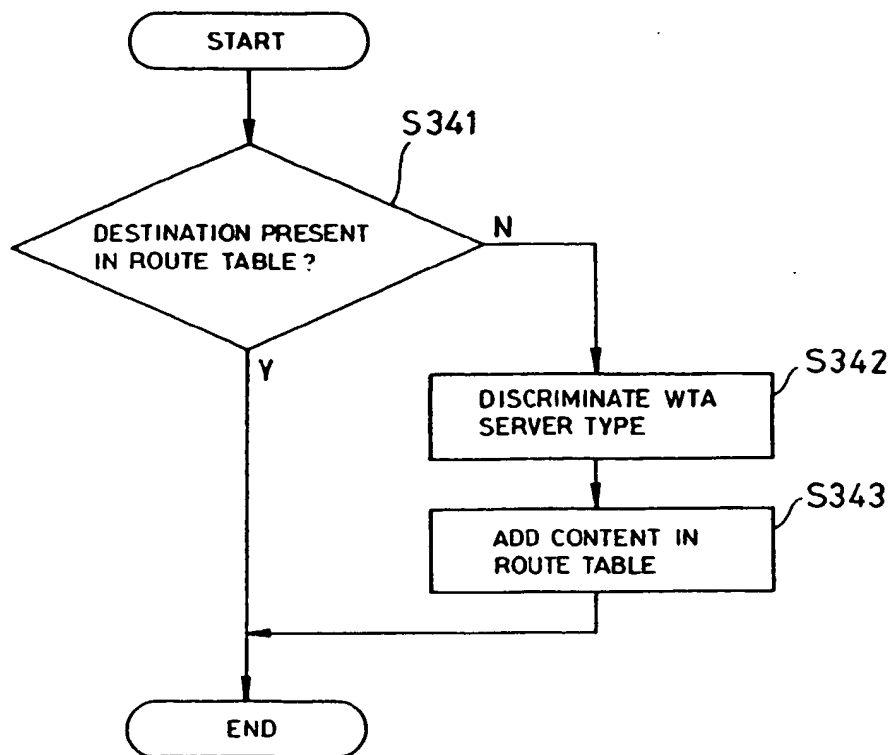 START
S341
DESTINATION PRESENT
IN ROUTE TABLE?
N
Y
S342
DISCRIMINATE WTA
SERVER TYPE
S343
ADD CONTENT IN
ROUTE TABLE
END